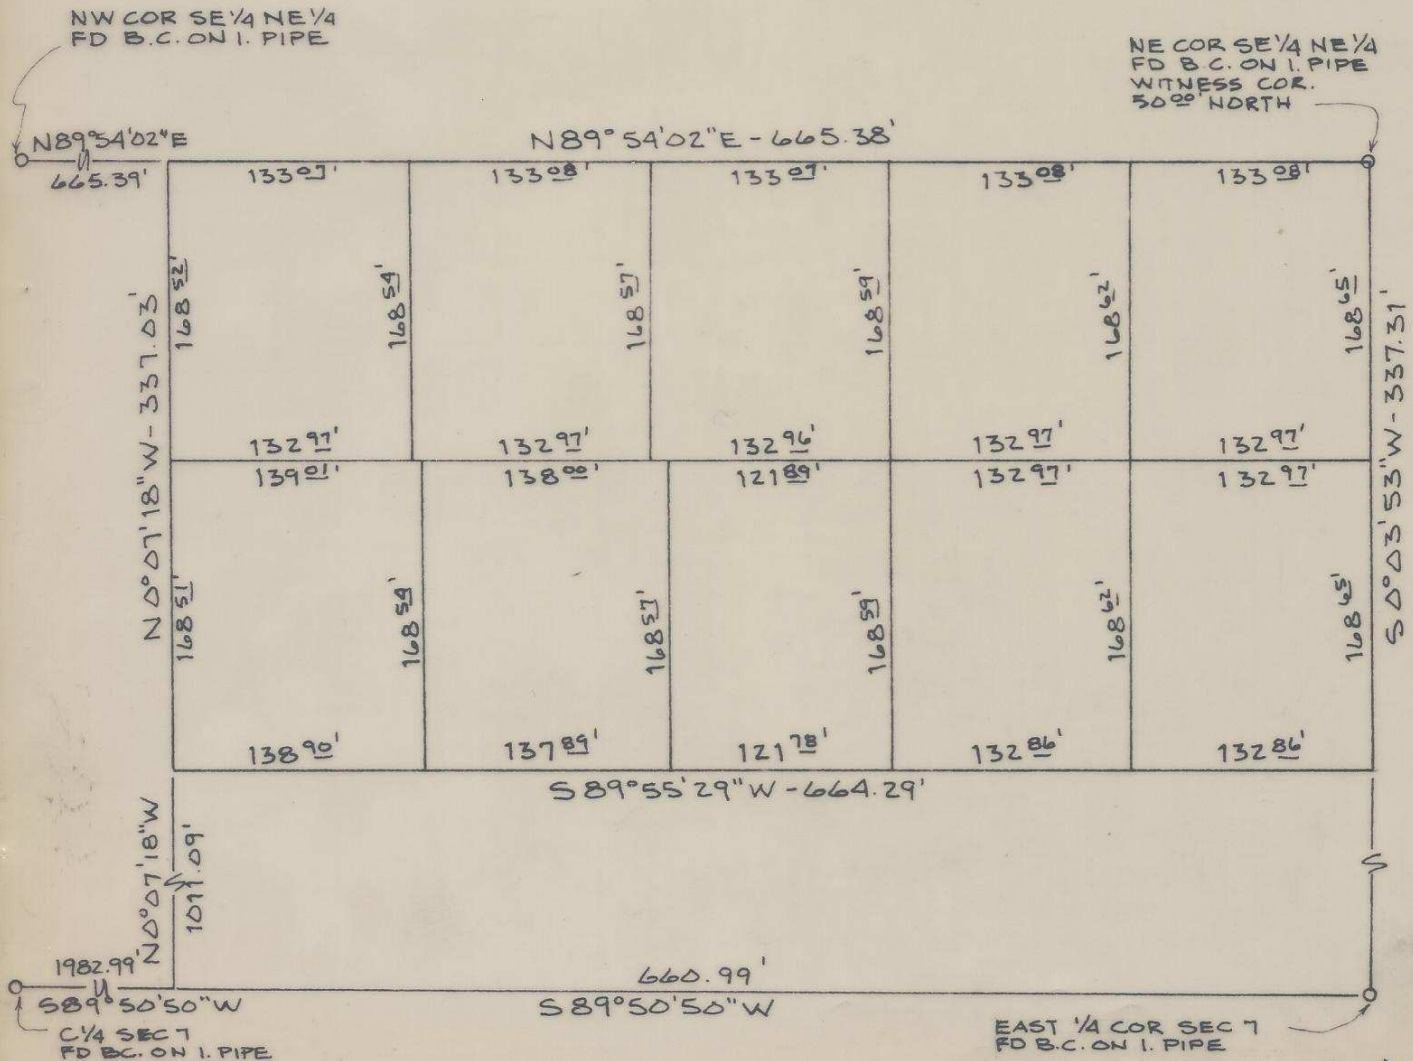 NW COR SE¼ NE¼
FD B.C. ON I. PIPE
NE COR SE¼ NE¼
FD B.C. ON I. PIPE
WITNESS COR.
50.00' NORTH
N89°54'02"E
665.39'
N89°54'02"E - 665.38'
133.07'
133.08'
133.07'
133.08'
133.08'
N0°07'18"W - 337.03'
168.52'
168.54'
168.57'
168.59'
168.62'
168.65'
S0°03'53"W - 337.31'
132.97'
132.97'
132.96'
132.97'
132.97'
139.01'
138.00'
121.89'
132.97'
132.97'
168.51'
168.54'
168.57'
168.59'
168.62'
168.65'
138.90'
137.89'
121.78'
132.86'
132.86'
S89°55'29"W - 664.29'
N0°07'18"W
1011.09'
1982.99'
S89°50'50"W
660.99'
S89°50'50"W
C¼ SEC 7
FD BC. ON I. PIPE
EAST ¼ COR SEC 7
FD B.C. ON I. PIPE